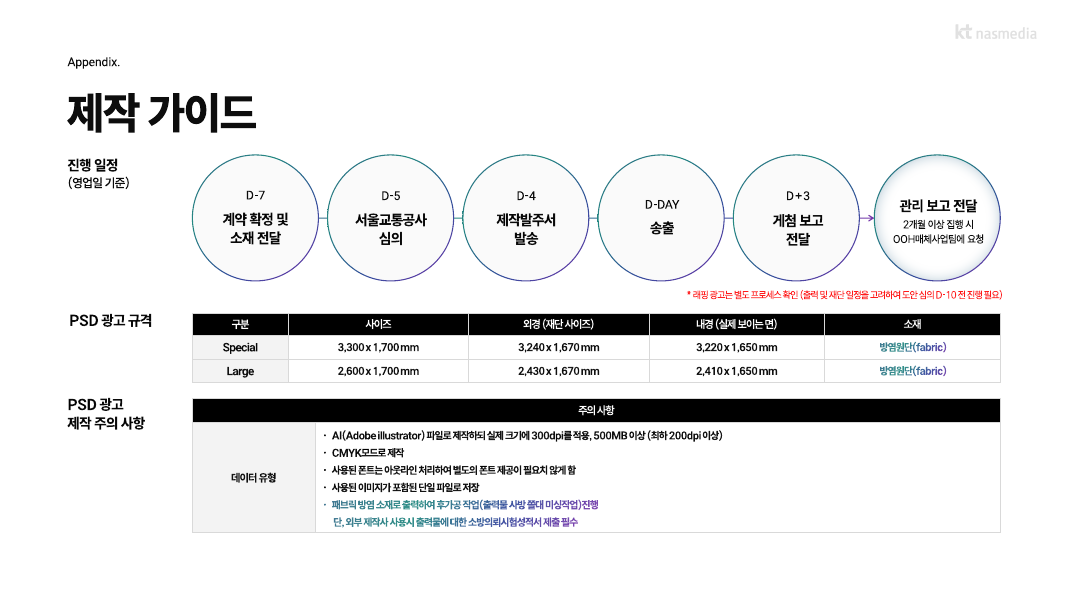 kt nasmedia
Appendix.
제작 가이드
진행 일정
(영업일 기준)
D-7
계약 확정 및
소재 전달
D-5
서울교통공사
심의
D-4
제작발주서
발송
D-DAY
송출
D+3
게첨 보고
전달
관리 보고 전달
2개월 이상 집행 시
OOH매체사업팀에 요청
* 래핑 광고는 별도 프로세스 확인 (출력 및 재단 일정을 고려하여 도안 심의 D-10 전 진행 필요)
PSD 광고 규격
구분 사이즈 외경 (재단 사이즈) 내경 (실제 보이는 면) 소재
Special 3,300 x 1,700 mm 3,240 x 1,670 mm 3,220 x 1,650 mm 방염원단(fabric)
Large 2,600 x 1,700 mm 2,430 x 1,670 mm 2,410 x 1,650 mm 방염원단(fabric)
PSD 광고
제작 주의 사항
주의 사항
데이터 유형
· AI(Adobe illustrator) 파일로 제작하되 실제 크기에 300dpi를 적용, 500MB 이상 (최하 200dpi 이상)
· CMYK모드로 제작
· 사용된 폰트는 아웃라인 처리하여 별도의 폰트 제공이 필요치 않게 함
· 사용된 이미지가 포함된 단일 파일로 저장
· 패브릭 방염 소재로 출력하여 후가공 작업(출력물 사방 쫄대 미싱작업)진행
단, 외부 제작사 사용시 출력물에 대한 소방의뢰시험성적서 제출 필수